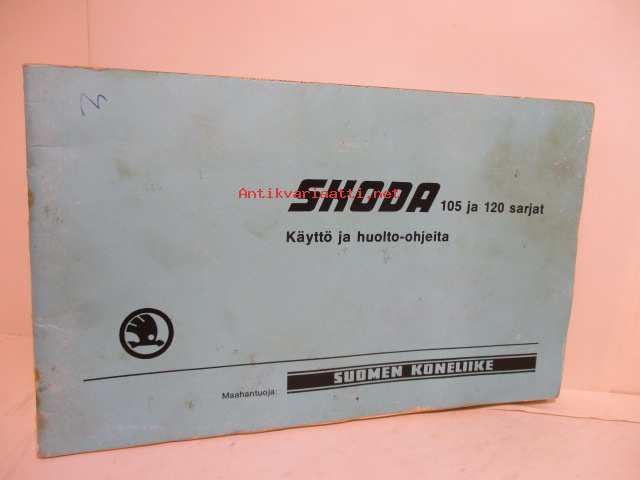 SKODA 105 ja 120 sarjat
Antikvariaatti.net
Käyttö ja huolto-ohjeita
Maahantuoja: SUOMEN KONELIIKE